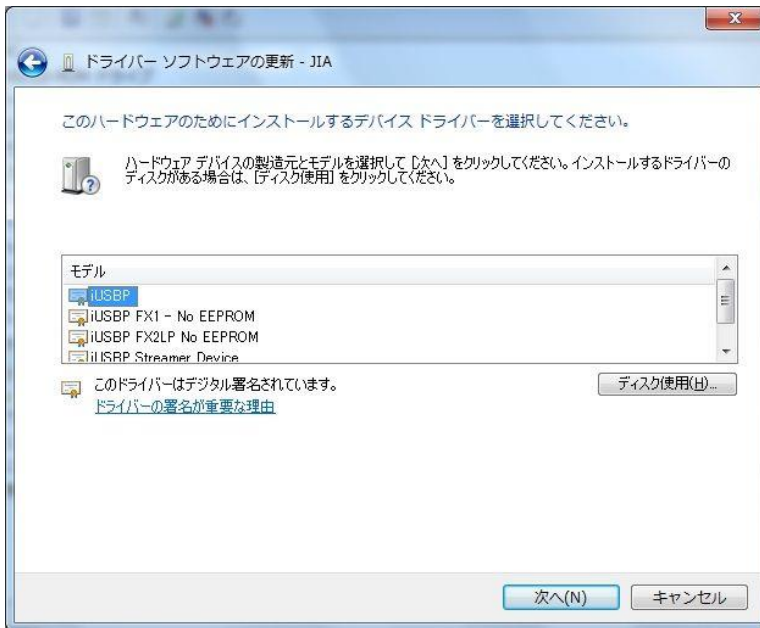 ドライバー ソフトウェアの更新 - JIA
このハードウェアのためにインストールするデバイス ドライバーを選択してください。
ハードウェア デバイスの製造元とモデルを選択して [次へ] をクリックしてください。インストールするドライバーの
ディスクがある場合は、[ディスク使用] をクリックしてください。
モデル
iUSBP
iUSBP FX1 - No EEPROM
iUSBP FX2LP No EEPROM
iUSBP Streamer Device
このドライバーはデジタル署名されています。
ディスク使用(H)...
ドライバーの署名が重要な理由
次へ(N)
キャンセル